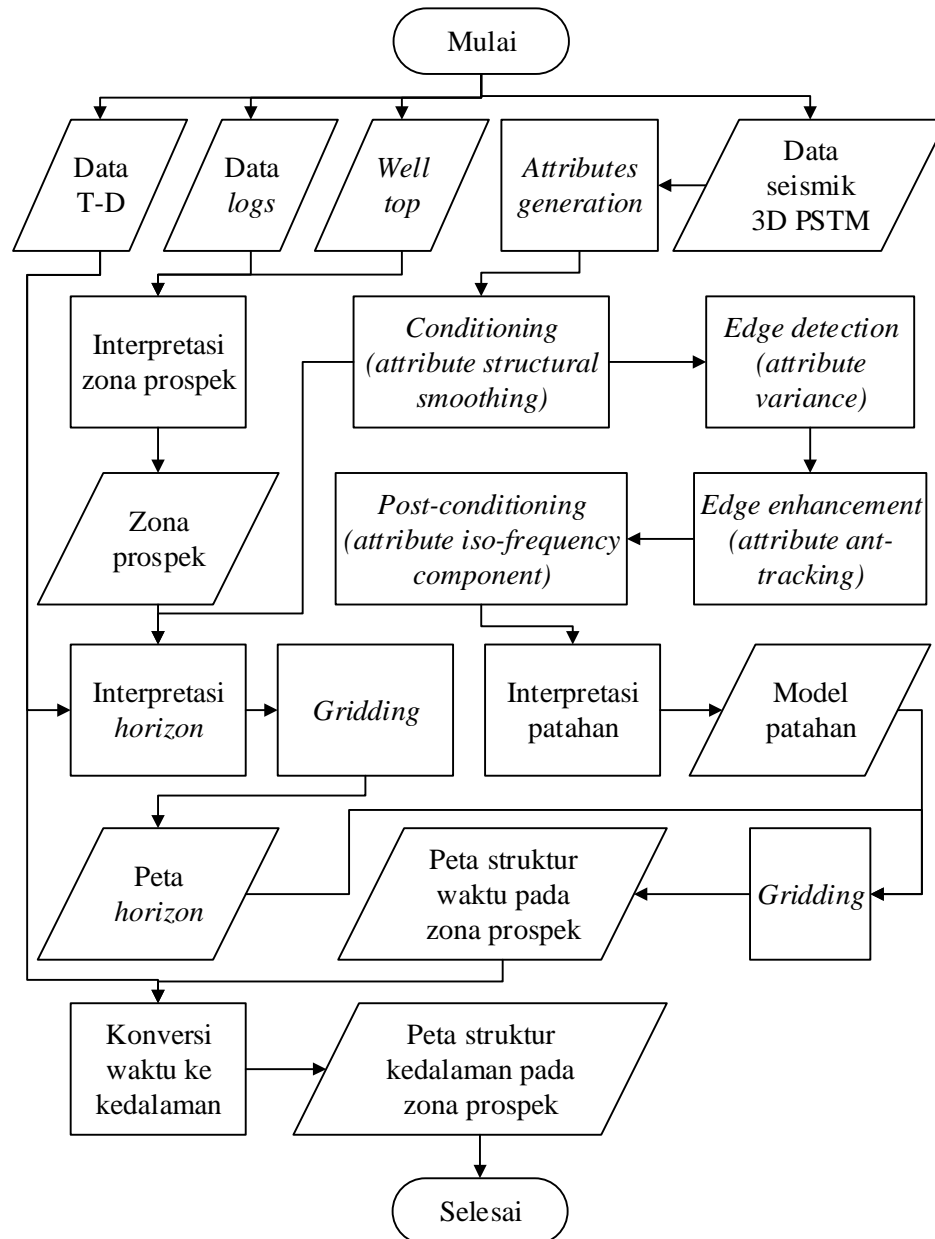 Mulai
Data
T-D
Data
logs
Well
top
Attributes
generation
Data
seismik
3D PSTM
Interpretasi
zona prospek
Conditioning
(attribute structural
smoothing)
Edge detection
(attribute
variance)
Zona
prospek
Post-conditioning
(attribute iso-frequency
component)
Edge enhancement
(attribute ant-
tracking)
Interpretasi
horizon
Gridding
Interpretasi
patahan
Model
patahan
Peta
horizon
Peta struktur
waktu pada
zona prospek
Gridding
Konversi
waktu ke
kedalaman
Peta struktur
kedalaman pada
zona prospek
Selesai